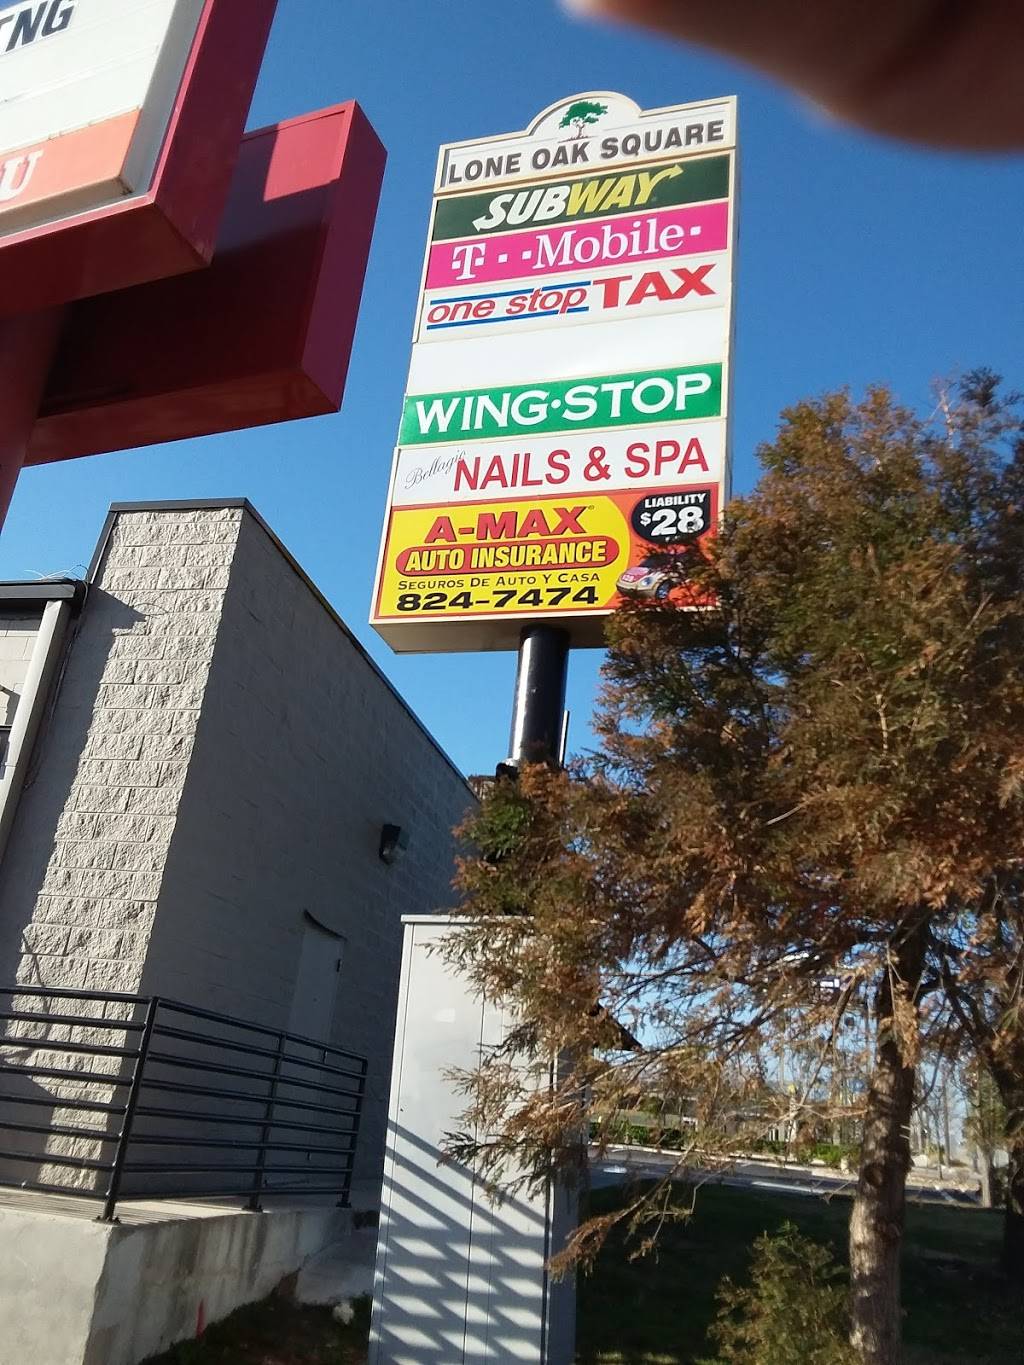 TNG
U
LONE OAK SQUARE
SUBWAY
T··Mobile·
one stop TAX
WING·STOP
Bellagio NAILS & SPA
A-MAX
AUTO INSURANCE
SEGUROS DE AUTO Y CASA
824-7474
LIABILITY
$28